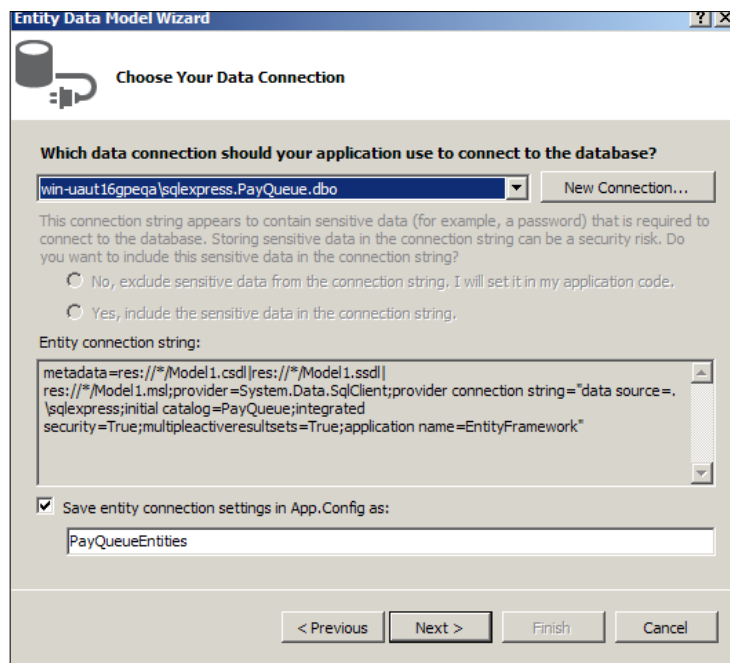 Entity Data Model Wizard
Choose Your Data Connection
Which data connection should your application use to connect to the database?
win-uaut16gpeqa\sqlexpress.PayQueue.dbo
New Connection...
This connection string appears to contain sensitive data (for example, a password) that is required to
connect to the database. Storing sensitive data in the connection string can be a security risk. Do
you want to include this sensitive data in the connection string?
No, exclude sensitive data from the connection string. I will set it in my application code.
Yes, include the sensitive data in the connection string.
Entity connection string:
metadata=res://*/Model1.csdl|res://*/Model1.ssdl|
res://*/Model1.msl;provider=System.Data.SqlClient;provider connection string="data source=.
\sqlexpress;initial catalog=PayQueue;integrated
security=True;multipleactiveresultsets=True;application name=EntityFramework"
Save entity connection settings in App.Config as:
PayQueueEntities
< Previous
Next >
Finish
Cancel